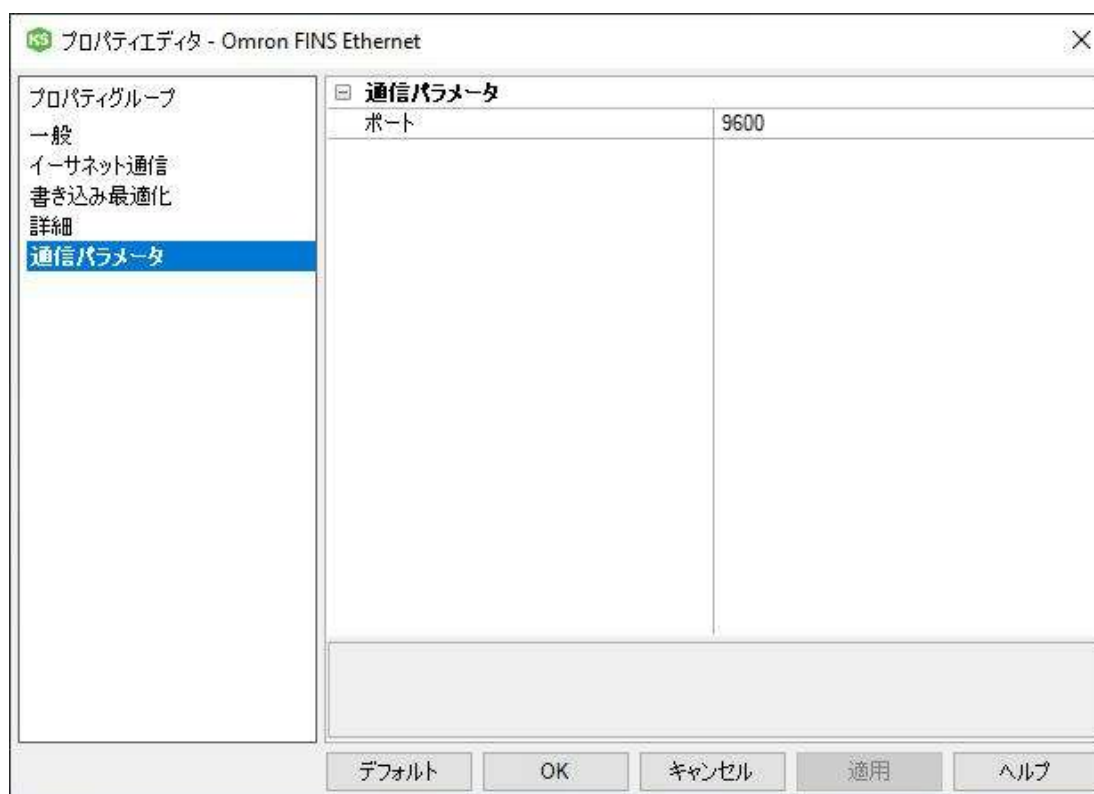 KS プロパティエディタ - Omron FINS Ethernet
プロパティグループ
一般
イーサネット通信
書き込み最適化
詳細
通信パラメータ
通信パラメータ
ポート 9600
デフォルト OK キャンセル 適用 ヘルプ